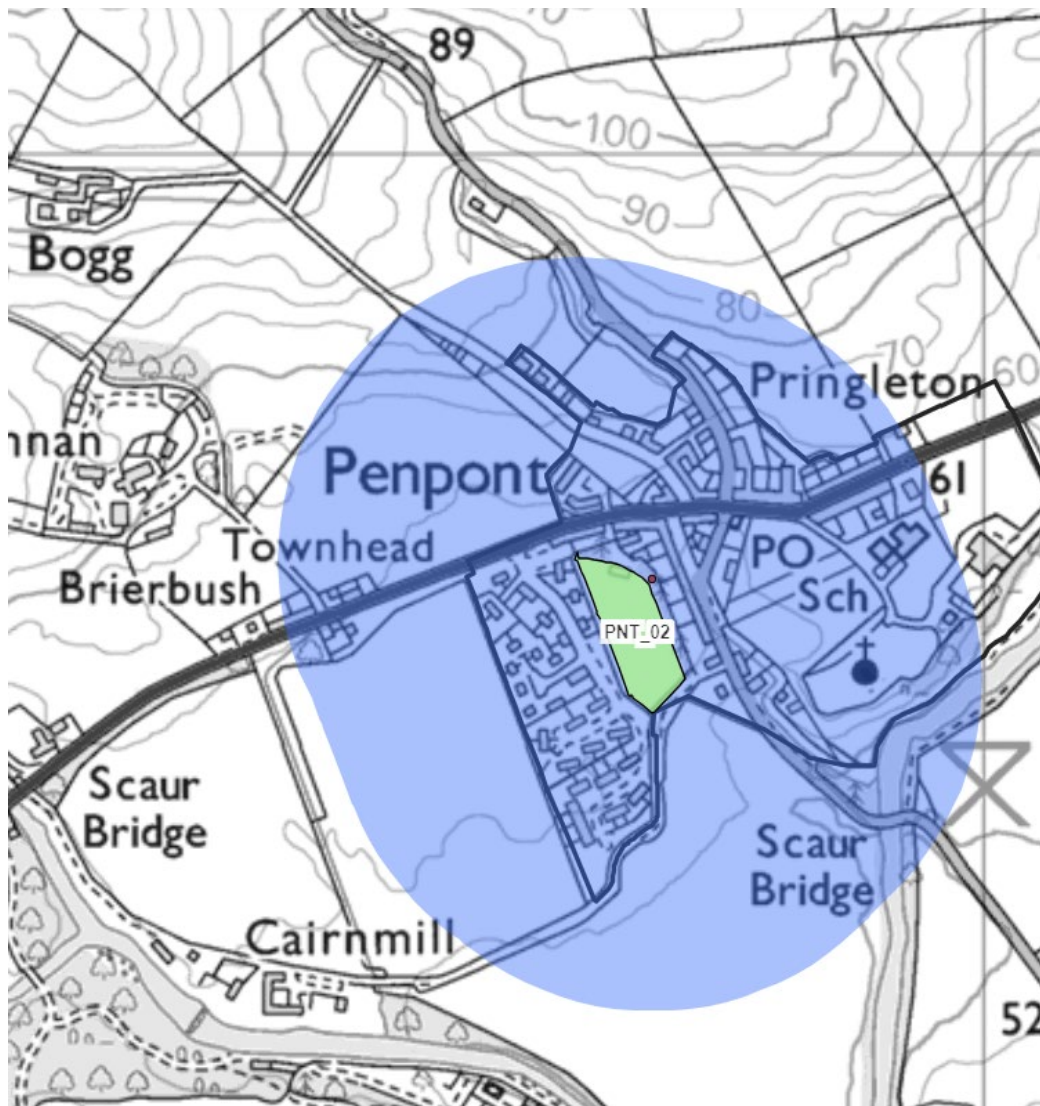 89
100
Bogg
90
80
70
60
Pringleton
nnan
Penpont
61
Townhead
PO
Brierbush
Sch
PNT_02
Scaur
Bridge
Scaur
Bridge
Cairnmill
52